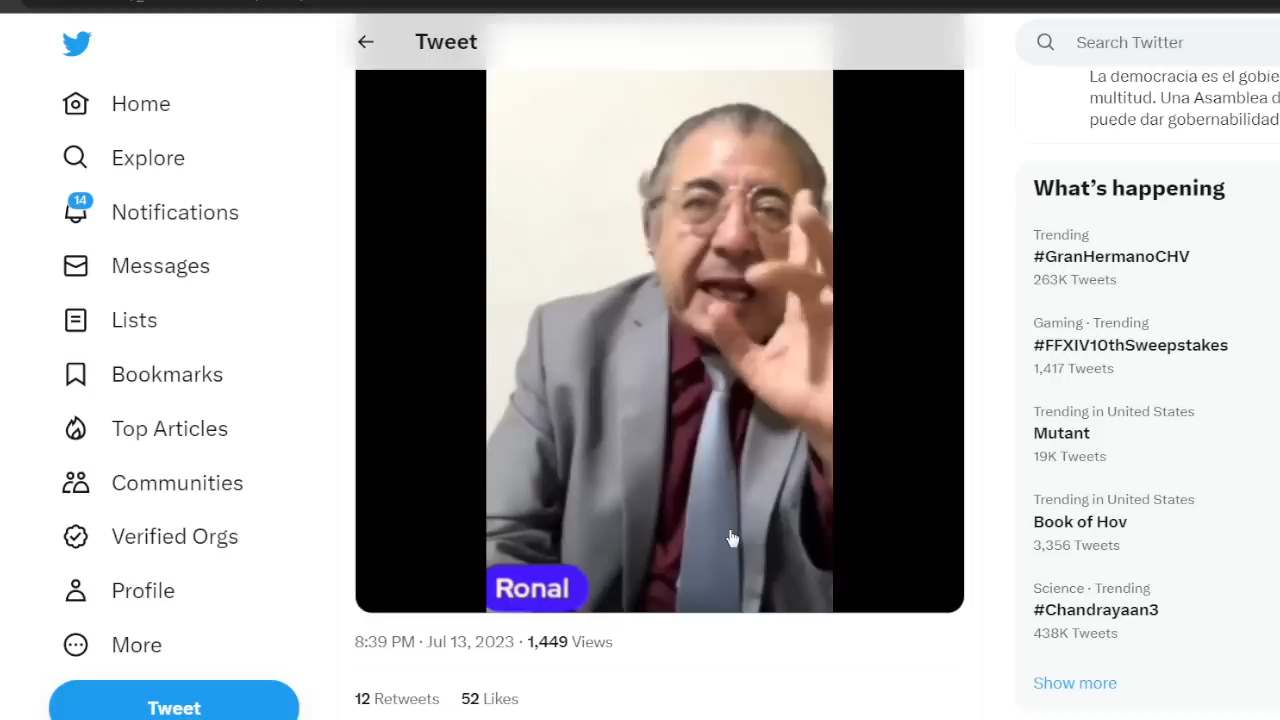 Tweet
Search Twitter
Home
Explore
14
Notifications
Messages
Lists
Bookmarks
Top Articles
Communities
Verified Orgs
Profile
More
Tweet
Ronal
8:39 PM · Jul 13, 2023 · 1,449 Views
12 Retweets 52 Likes
La democracia es el gobie
multitud. Una Asamblea d
puede dar gobernabilidad
What's happening
Trending
#GranHermanoCHV
263K Tweets
Gaming · Trending
#FFXIV10thSweepstakes
1,417 Tweets
Trending in United States
Mutant
19K Tweets
Trending in United States
Book of Hov
3,356 Tweets
Science · Trending
#Chandrayaan3
438K Tweets
Show more